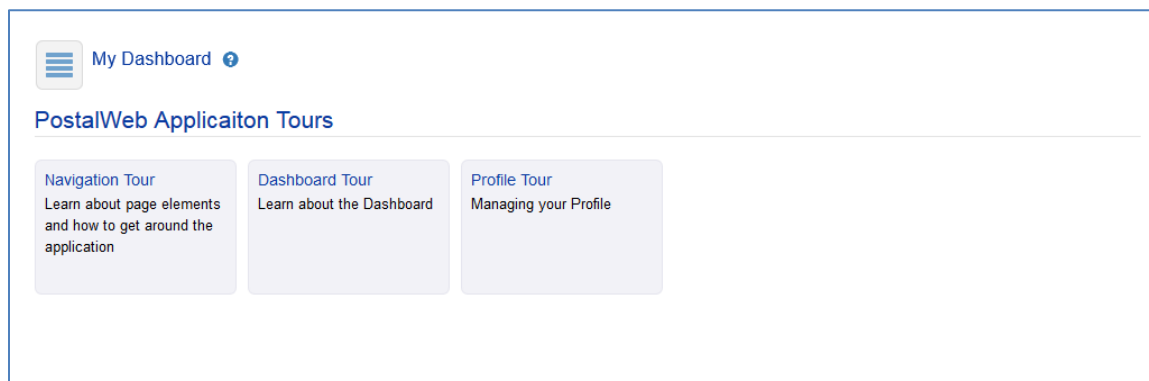 My Dashboard ?
PostalWeb Applicaiton Tours
Navigation Tour
Learn about page elements
and how to get around the
application
Dashboard Tour
Learn about the Dashboard
Profile Tour
Managing your Profile